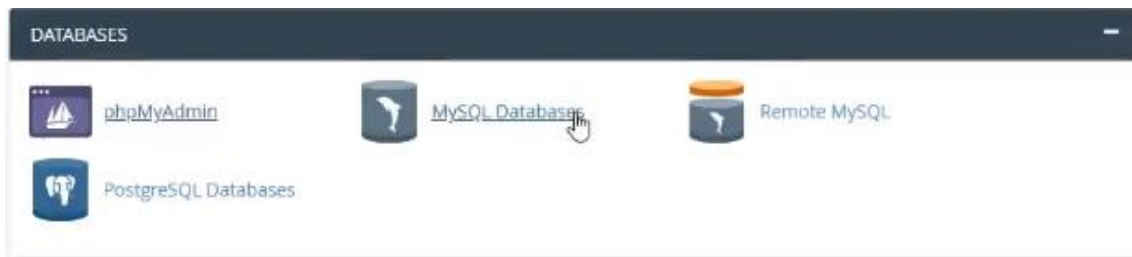 DATABASES
phpMyAdmin
MySQL Databases
Remote MySQL
PostgreSQL Databases